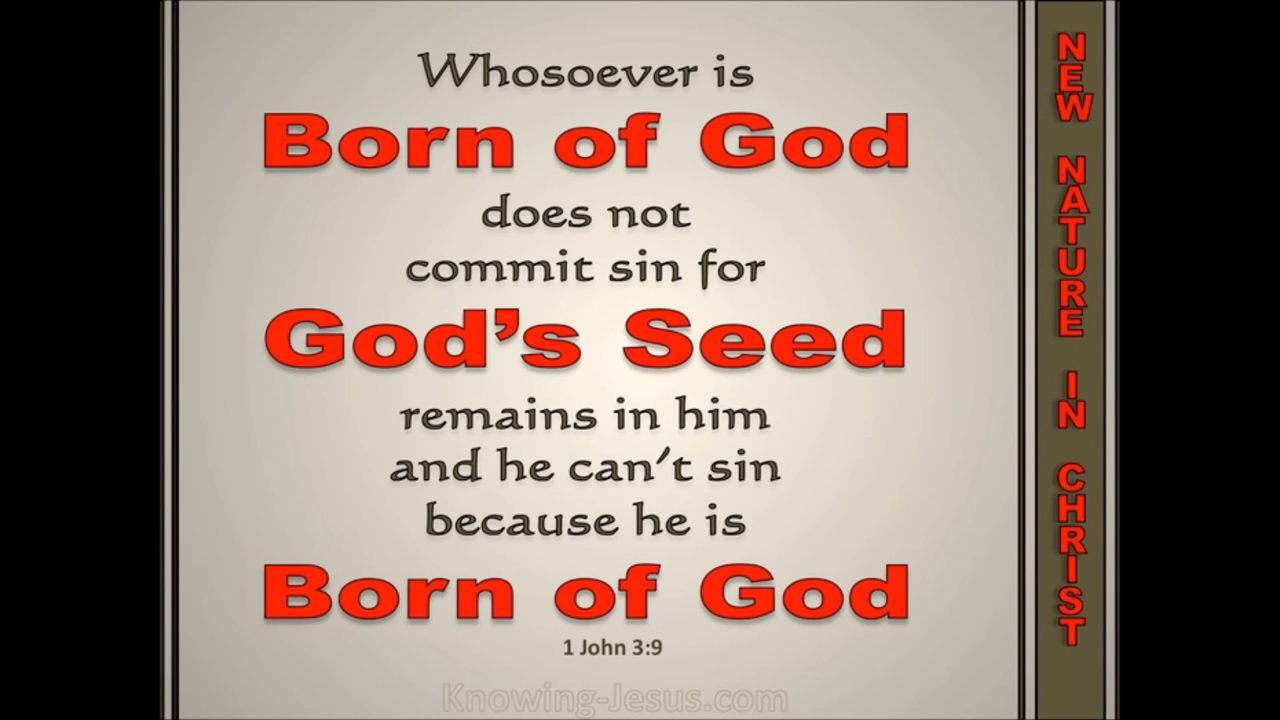 Whosoever is
Born of God
does not
commit sin for
God’s Seed
remains in him
and he can’t sin
because he is
Born of God
1 John 3:9
Knowing-Jesus.com
NEW NATURE IN CHRIST